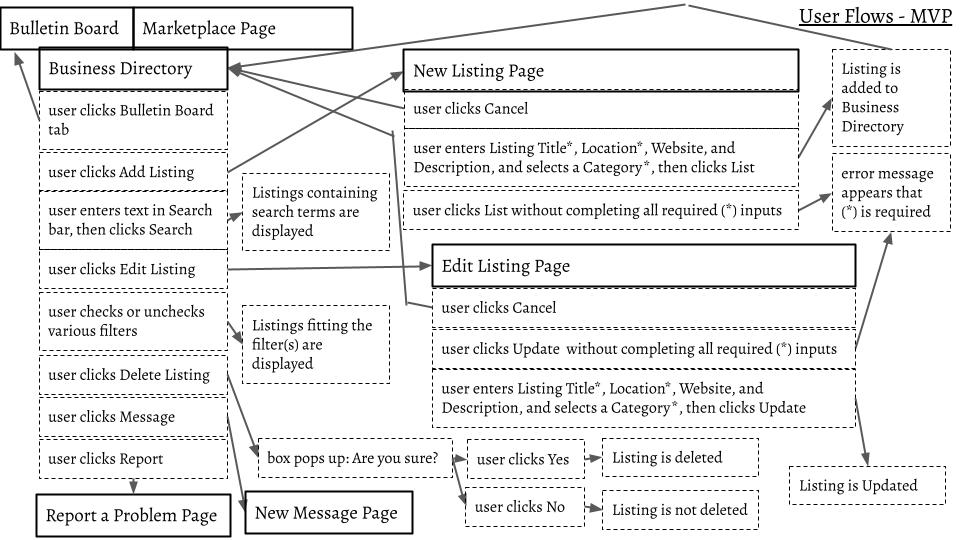 User Flows - MVP
Bulletin Board
Marketplace Page
Business Directory
user clicks Bulletin Board
tab
user clicks Add Listing
user enters text in Search
bar, then clicks Search
user clicks Edit Listing
user checks or unchecks
various filters
user clicks Delete Listing
user clicks Message
user clicks Report
Report a Problem Page
New Message Page
Listings containing
search terms are
displayed
Listings fitting the
filter(s) are
displayed
box pops up: Are you sure?
user clicks Yes
Listing is deleted
user clicks No
Listing is not deleted
New Listing Page
user clicks Cancel
user enters Listing Title*, Location*, Website, and
Description, and selects a Category*, then clicks List
user clicks List without completing all required (*) inputs
Listing is
added to
Business
Directory
error message
appears that
(*) is required
Edit Listing Page
user clicks Cancel
user clicks Update  without completing all required (*) inputs
user enters Listing Title*, Location*, Website, and
Description, and selects a Category*, then clicks Update
Listing is Updated